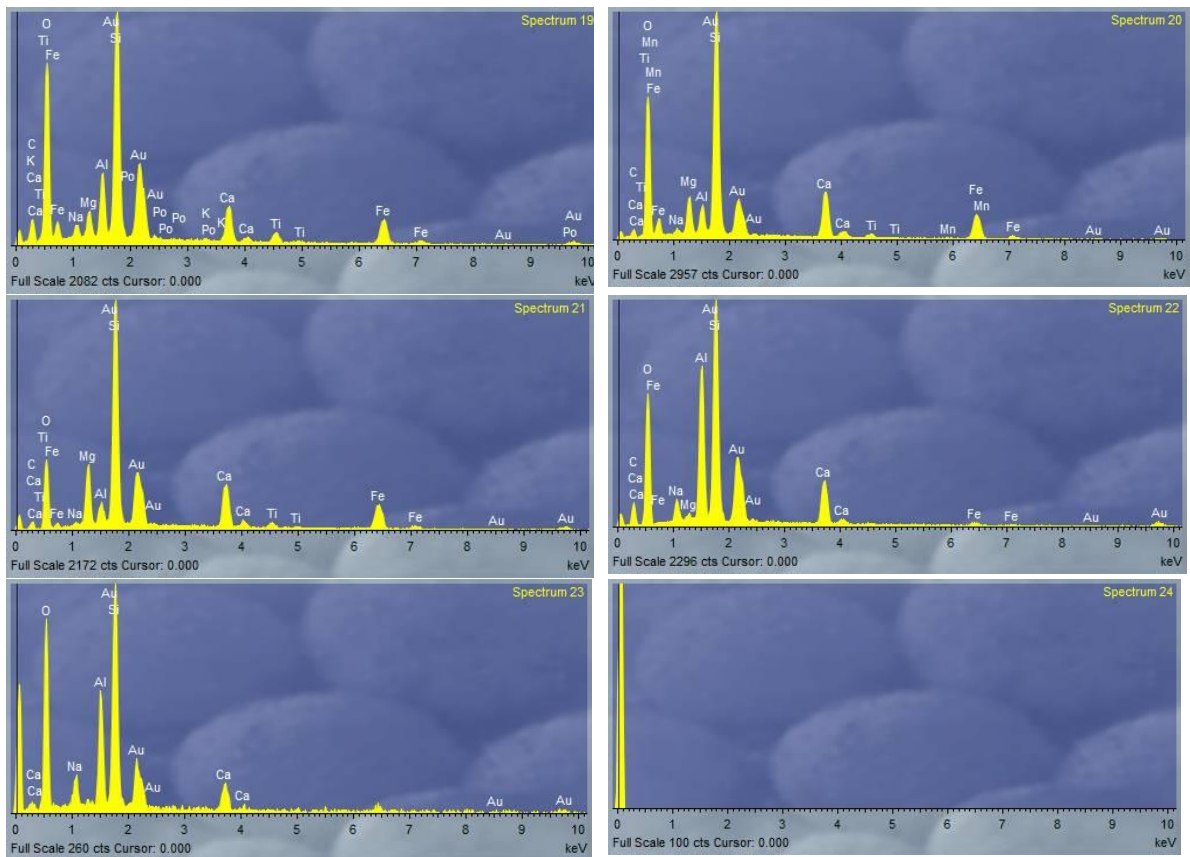 Spectrum 19
Au
Si
O
Ti
Fe
C
K
Ca
Ti
Ca
Fe
Na
Mg
Al
Po
Au
Au
Po
Po
Po
K
Po
K
Ca
Ca
Ti
Ti
Fe
Fe
Au
Au
Po
0 1 2 3 4 5 6 7 8 9 10
Full Scale 2082 cts Cursor: 0.000 keV
Spectrum 20
Au
Si
O
Mn
Ti
Mn
Fe
C
Ti
Ca
Ca
Fe
Na
Mg
Al
Au
Au
Ca
Ca
Ti
Ti
Mn
Fe
Mn
Fe
Au
Au
0 1 2 3 4 5 6 7 8 9 10
Full Scale 2957 cts Cursor: 0.000 keV
Spectrum 21
Au
Si
O
Ti
Fe
C
Ca
Ti
Ca
Fe
Na
Mg
Al
Au
Au
Ca
Ca
Ti
Ti
Fe
Fe
Au
Au
0 1 2 3 4 5 6 7 8 9 10
Full Scale 2172 cts Cursor: 0.000 keV
Spectrum 22
Au
Si
O
Fe
C
Ca
Ca
Fe
Na
Mg
Al
Au
Au
Ca
Ca
Fe
Fe
Au
Au
0 1 2 3 4 5 6 7 8 9 10
Full Scale 2296 cts Cursor: 0.000 keV
Spectrum 23
Au
Si
O
Ca
Ca
Na
Al
Au
Au
Ca
Ca
Au
Au
0 1 2 3 4 5 6 7 8 9 10
Full Scale 260 cts Cursor: 0.000 keV
Spectrum 24
0 1 2 3 4 5 6 7 8 9 10
Full Scale 100 cts Cursor: 0.000 keV